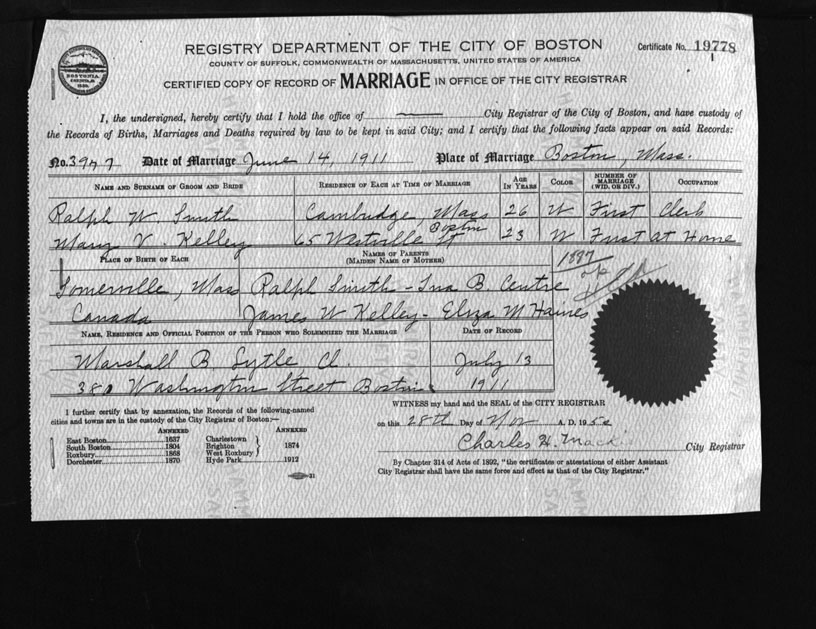 REGISTRY DEPARTMENT OF THE CITY OF BOSTON
Certificate No. 19778
COUNTY OF SUFFOLK, COMMONWEALTH OF MASSACHUSETTS, UNITED STATES OF AMERICA
CERTIFIED COPY OF RECORD OF MARRIAGE IN OFFICE OF THE CITY REGISTRAR
BOSTONIA
I, the undersigned, hereby certify that I hold the office of City Registrar of the City of Boston, and have custody of
the Records of Births, Marriages and Deaths required by law to be kept in said City; and I certify that the following facts appear on said Records:
No. 3977 Date of Marriage June 14, 1911 Place of Marriage Boston, Mass.
NAME AND SURNAME OF GROOM AND BRIDE RESIDENCE OF EACH AT TIME OF MARRIAGE AGE IN YEARS COLOR NUMBER OF MARRIAGE (WID. OR DIV.) OCCUPATION
Ralph W Smith Cambridge, Mass 26 W First Clerk
Mary V. Kelley 65 Westville St Boston 23 W First at Home
PLACE OF BIRTH OF EACH NAMES OF PARENTS (MAIDEN NAME OF MOTHER)
1887
Somerville, Mass Ralph Smith - Ina B. Centre
Canada James W Kelley - Eliza M Haines
NAME, RESIDENCE AND OFFICIAL POSITION OF THE PERSON WHO SOLEMNIZED THE MARRIAGE DATE OF RECORD
Marshall B. Lytle Cl. July 13
380 Washington Street Boston 1911
WITNESS my hand and the SEAL of the CITY REGISTRAR
on this 28th Day of Nov A. D. 195
Charles H. Mack
City Registrar
I further certify that by annexation, the Records of the following-named
cities and towns are in the custody of the City Registrar of Boston:—
ANNEXED ANNEXED
East Boston 1637 Charlestown
South Boston 1804 Brighton 1874
Roxbury 1868 West Roxbury
Dorchester 1870 Hyde Park 1912
31
By Chapter 314 of Acts of 1892, "the certificates or attestations of either Assistant
City Registrar shall have the same force and effect as that of the City Registrar."